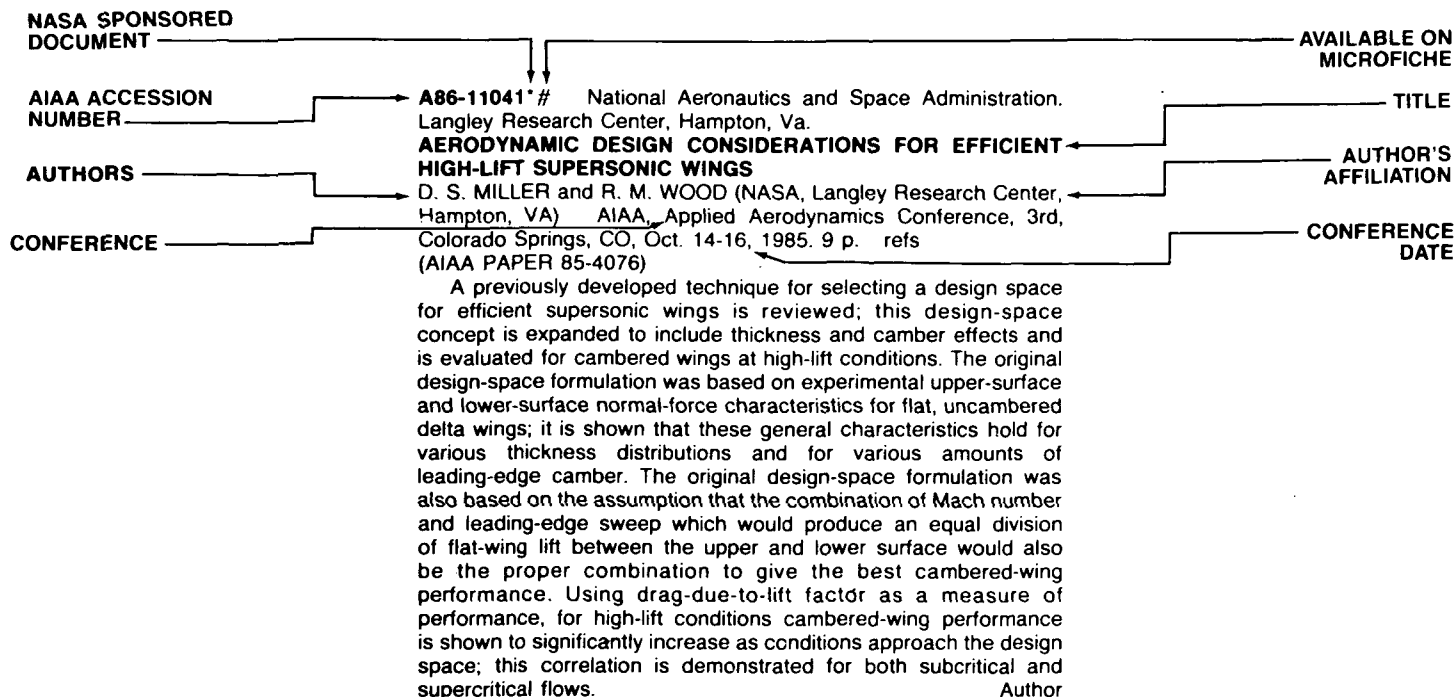 NASA SPONSORED
DOCUMENT
AVAILABLE ON
MICROFICHE
AIAA ACCESSION
NUMBER
A86-11041*# National Aeronautics and Space Administration.
TITLE
Langley Research Center, Hampton, Va.
AERODYNAMIC DESIGN CONSIDERATIONS FOR EFFICIENT
HIGH-LIFT SUPERSONIC WINGS
AUTHORS
AUTHOR'S
AFFILIATION
D. S. MILLER and R. M. WOOD (NASA, Langley Research Center,
Hampton, VA) AIAA, Applied Aerodynamics Conference, 3rd,
CONFERENCE
Colorado Springs, CO, Oct. 14-16, 1985. 9 p. refs
CONFERENCE
DATE
(AIAA PAPER 85-4076)
A previously developed technique for selecting a design space
for efficient supersonic wings is reviewed; this design-space
concept is expanded to include thickness and camber effects and
is evaluated for cambered wings at high-lift conditions. The original
design-space formulation was based on experimental upper-surface
and lower-surface normal-force characteristics for flat, uncambered
delta wings; it is shown that these general characteristics hold for
various thickness distributions and for various amounts of
leading-edge camber. The original design-space formulation was
also based on the assumption that the combination of Mach number
and leading-edge sweep which would produce an equal division
of flat-wing lift between the upper and lower surface would also
be the proper combination to give the best cambered-wing
performance. Using drag-due-to-lift factor as a measure of
performance, for high-lift conditions cambered-wing performance
is shown to significantly increase as conditions approach the design
space; this correlation is demonstrated for both subcritical and
supercritical flows. Author